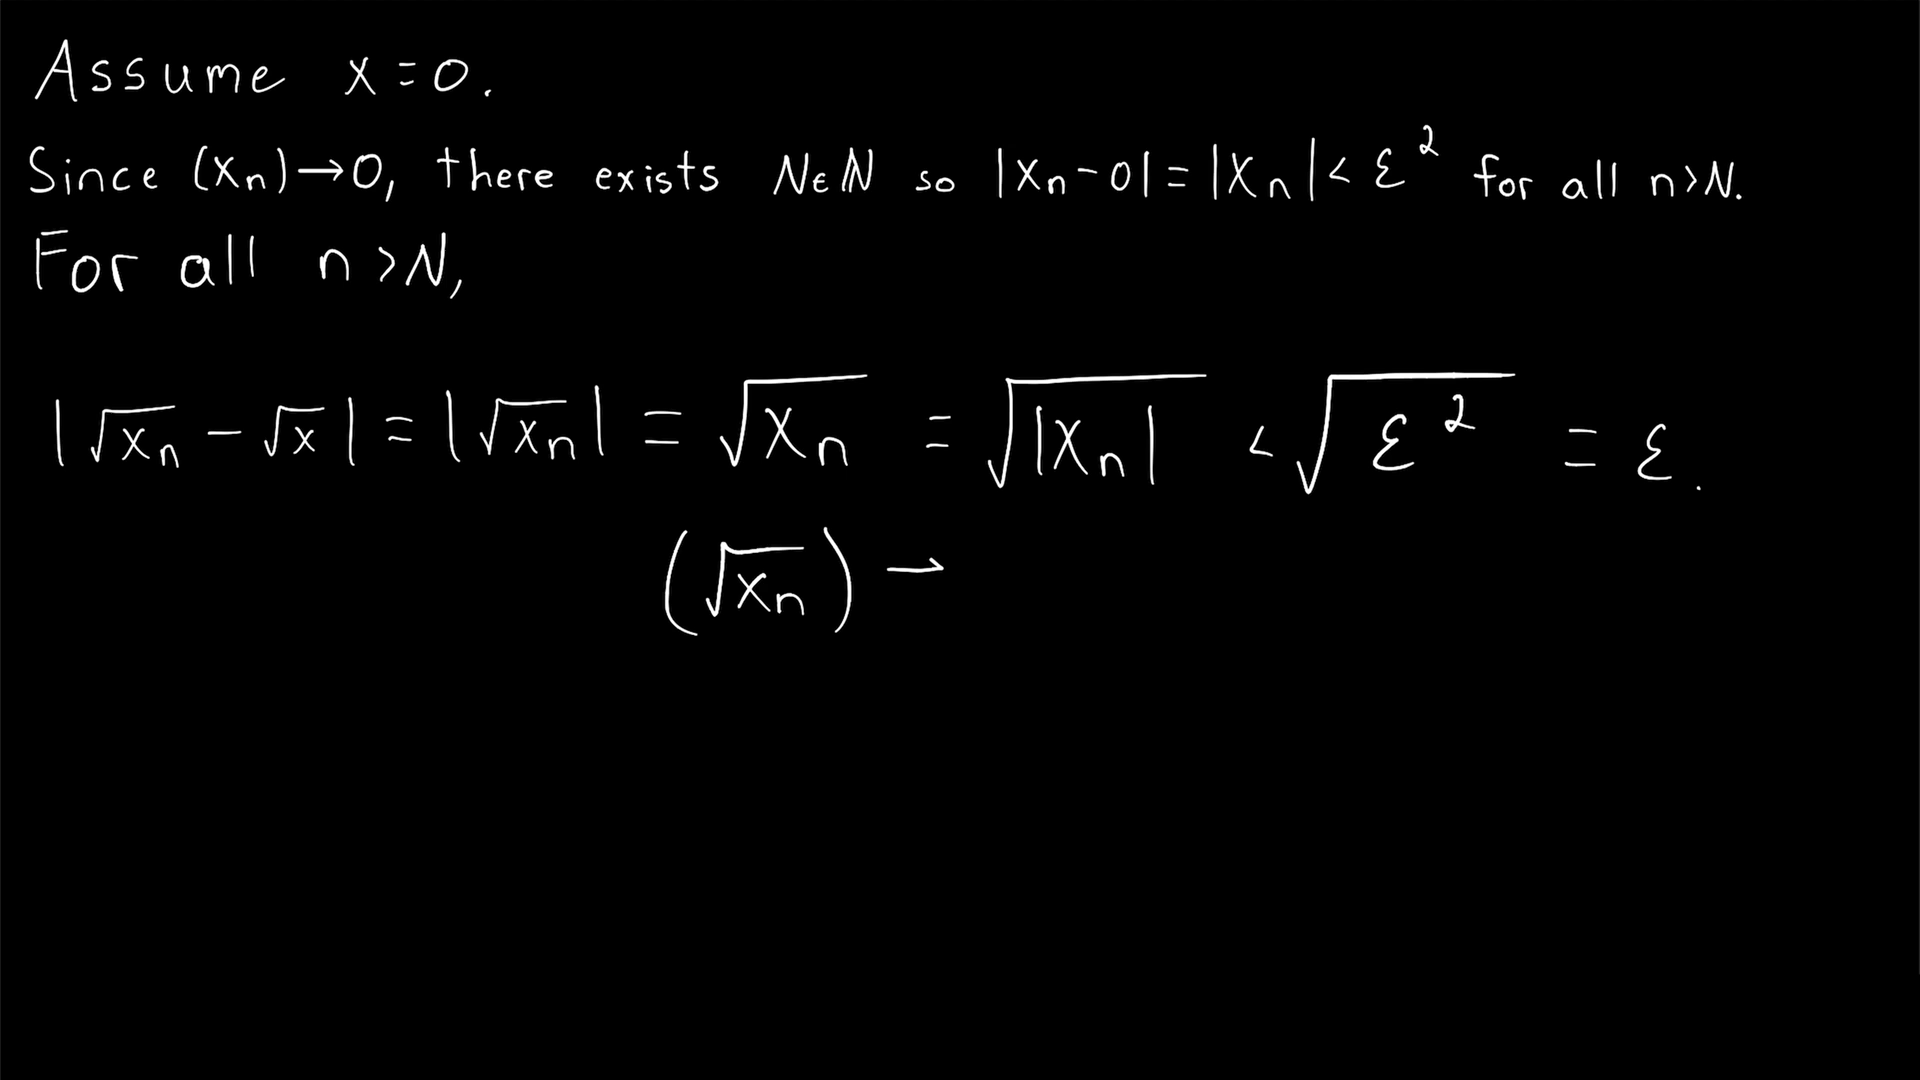 Assume x=0.
Since (xn)→0, there exists N∈ℕ so |xn-0|=|xn|<ε² for all n>N.
For all n>N,
|√xn - √x| = |√xn| = √xn = √|xn| < √ε² = ε.
(√xn) →